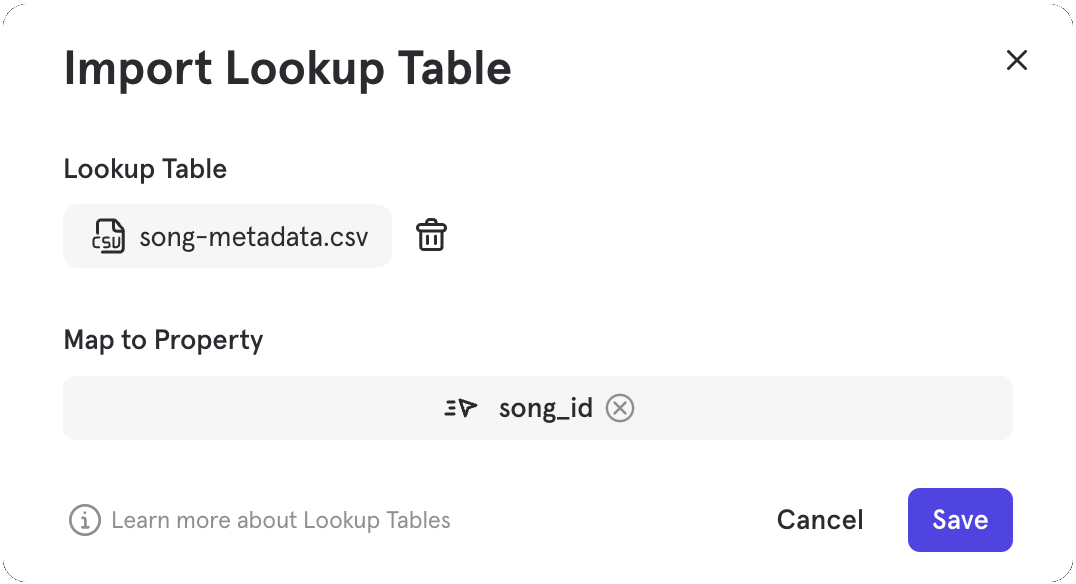 Import Lookup Table
Lookup Table
CSV song-metadata.csv
Map to Property
song_id
Learn more about Lookup Tables
Cancel
Save